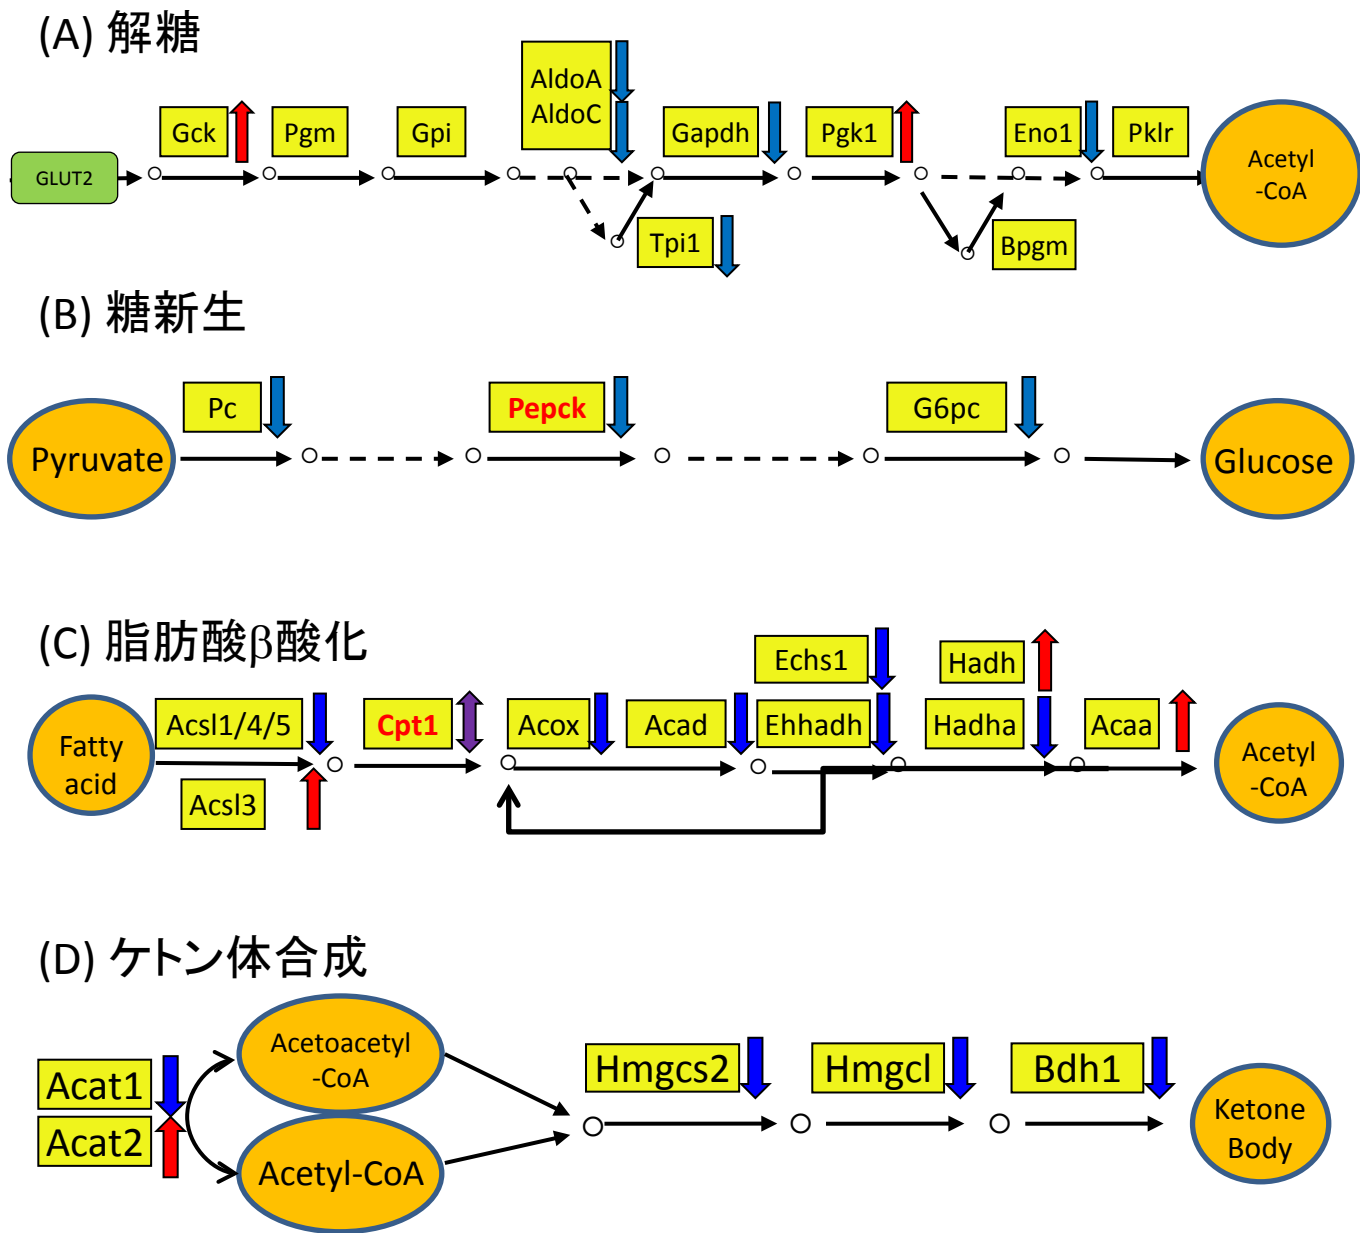 (A) 解糖
AldoA
AldoC
Gck
Pgm
Gpi
Gapdh
Pgk1
Eno1
Pklr
GLUT2
Acetyl
-CoA
Tpi1
Bpgm
(B) 糖新生
Pc
Pepck
G6pc
Pyruvate
Glucose
(C) 脂肪酸β酸化
Echs1
Hadh
Acsl1/4/5
Cpt1
Acox
Acad
Ehhadh
Hadha
Acaa
Fatty
acid
Acetyl
-CoA
Acsl3
(D) ケトン体合成
Acetoacetyl
-CoA
Acat1
Acat2
Acetyl-CoA
Hmgcs2
Hmgcl
Bdh1
Ketone
Body